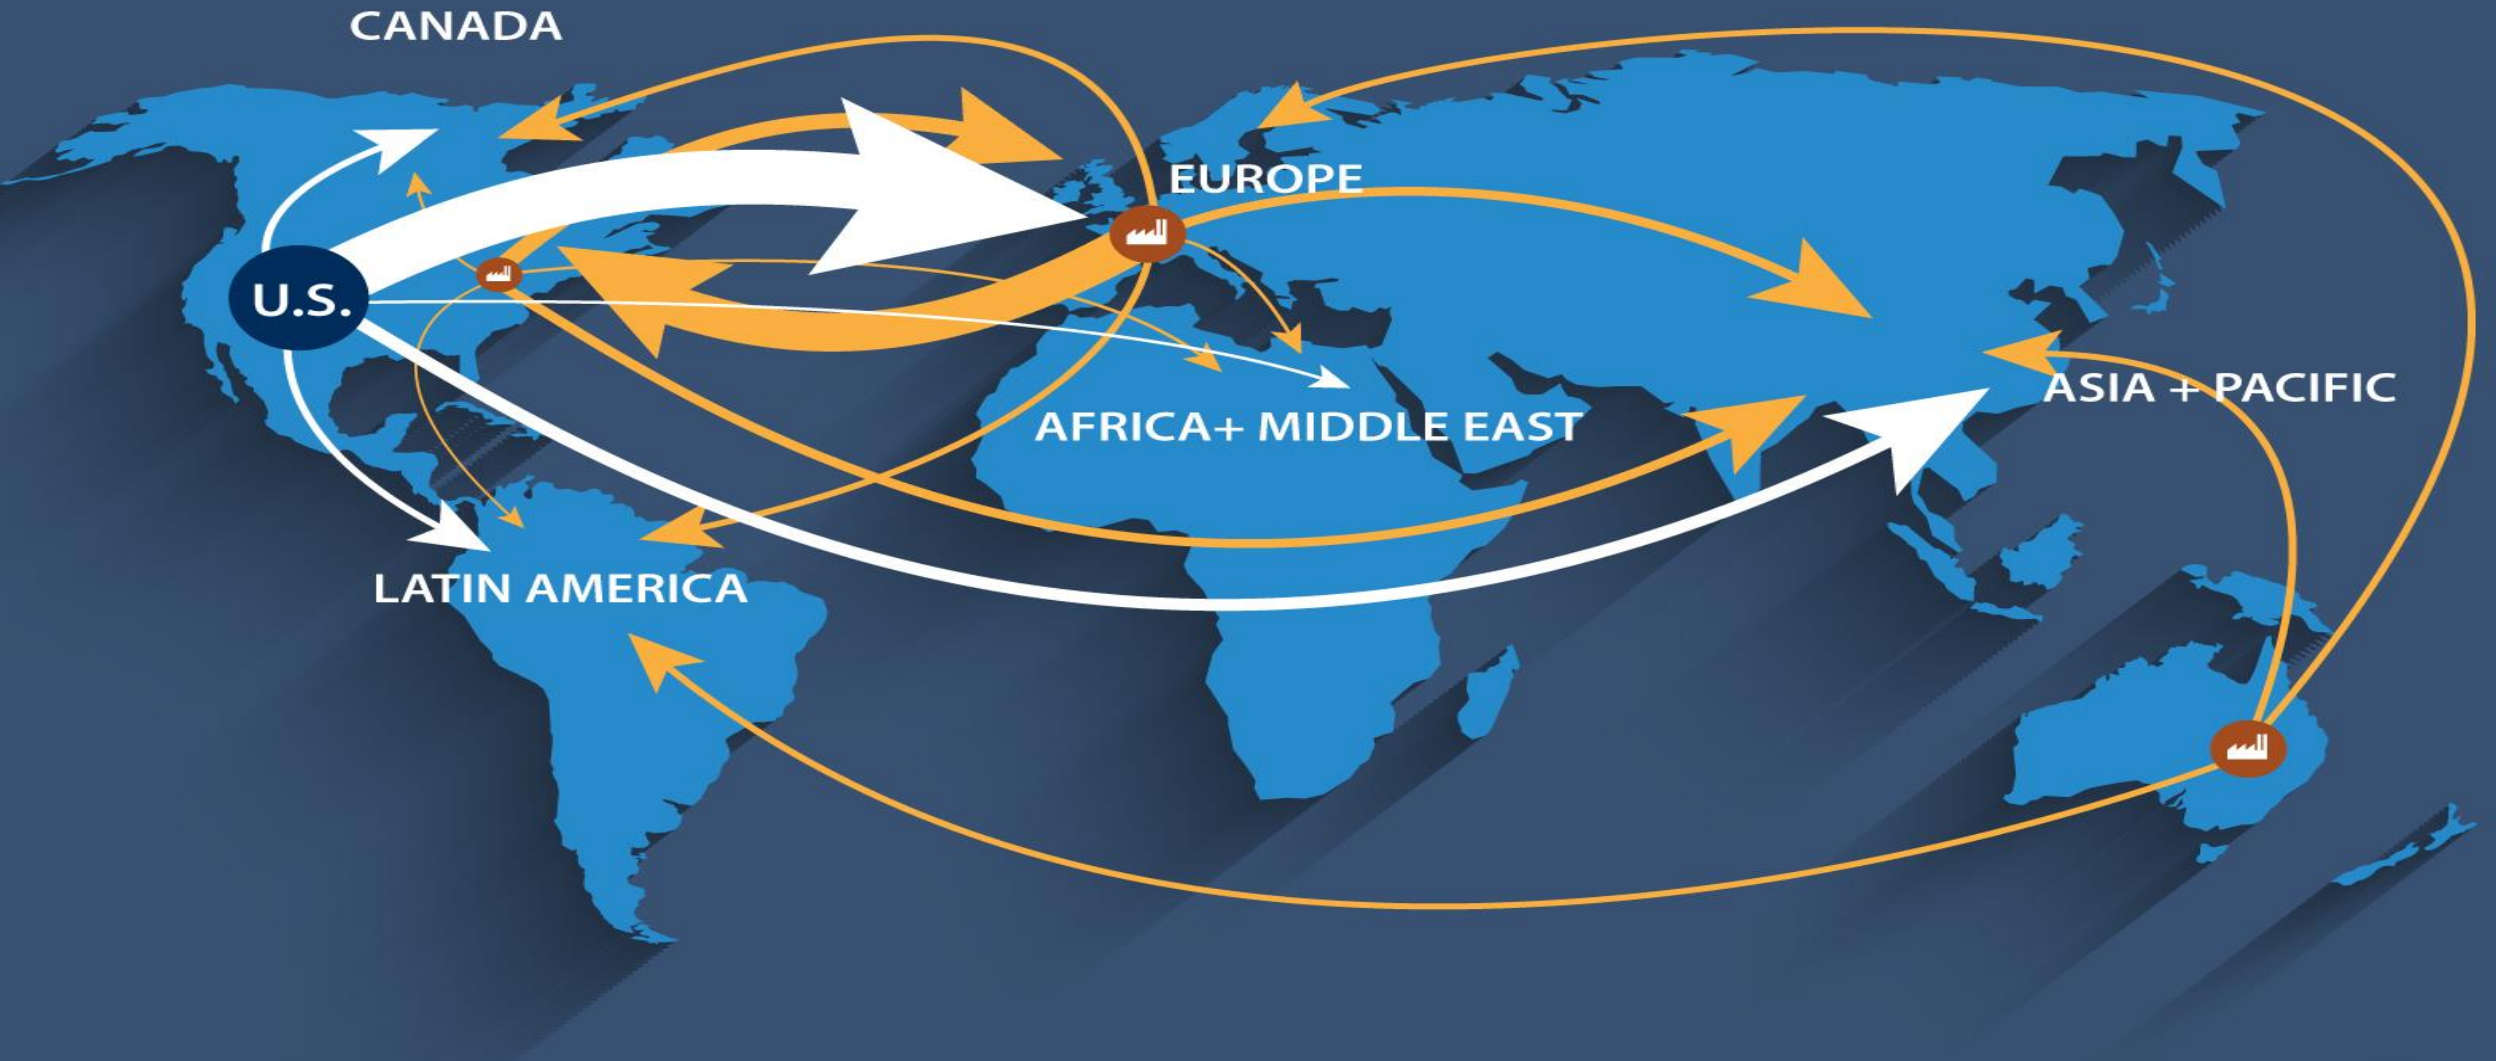 CANADA
EUROPE
U.S.
ASIA + PACIFIC
AFRICA+ MIDDLE EAST
LATIN AMERICA